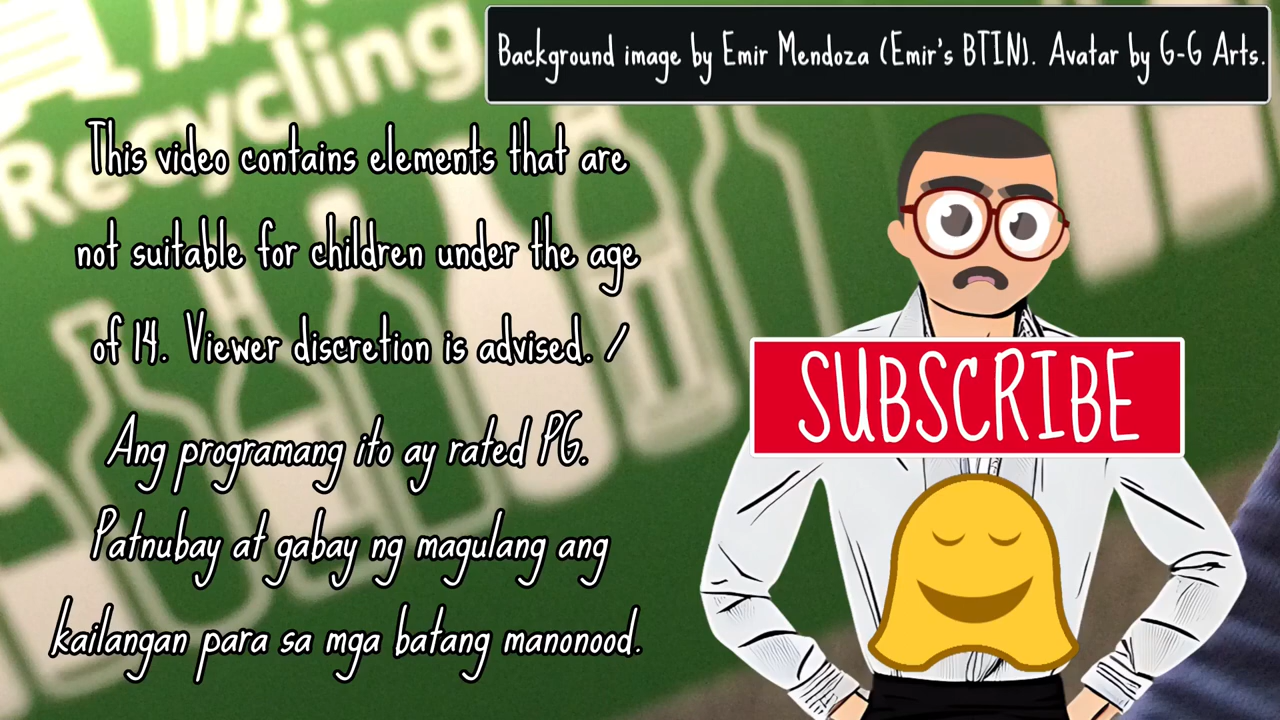 Background image by Emir Mendoza (Emir's BTIN). Avatar by G-G Arts.
Recycling
This video contains elements that are
not suitable for children under the age
of 14. Viewer discretion is advised. /
Ang programang ito ay rated PG.
Patnubay at gabay ng magulang ang
kailangan para sa mga batang manonood.
SUBSCRIBE